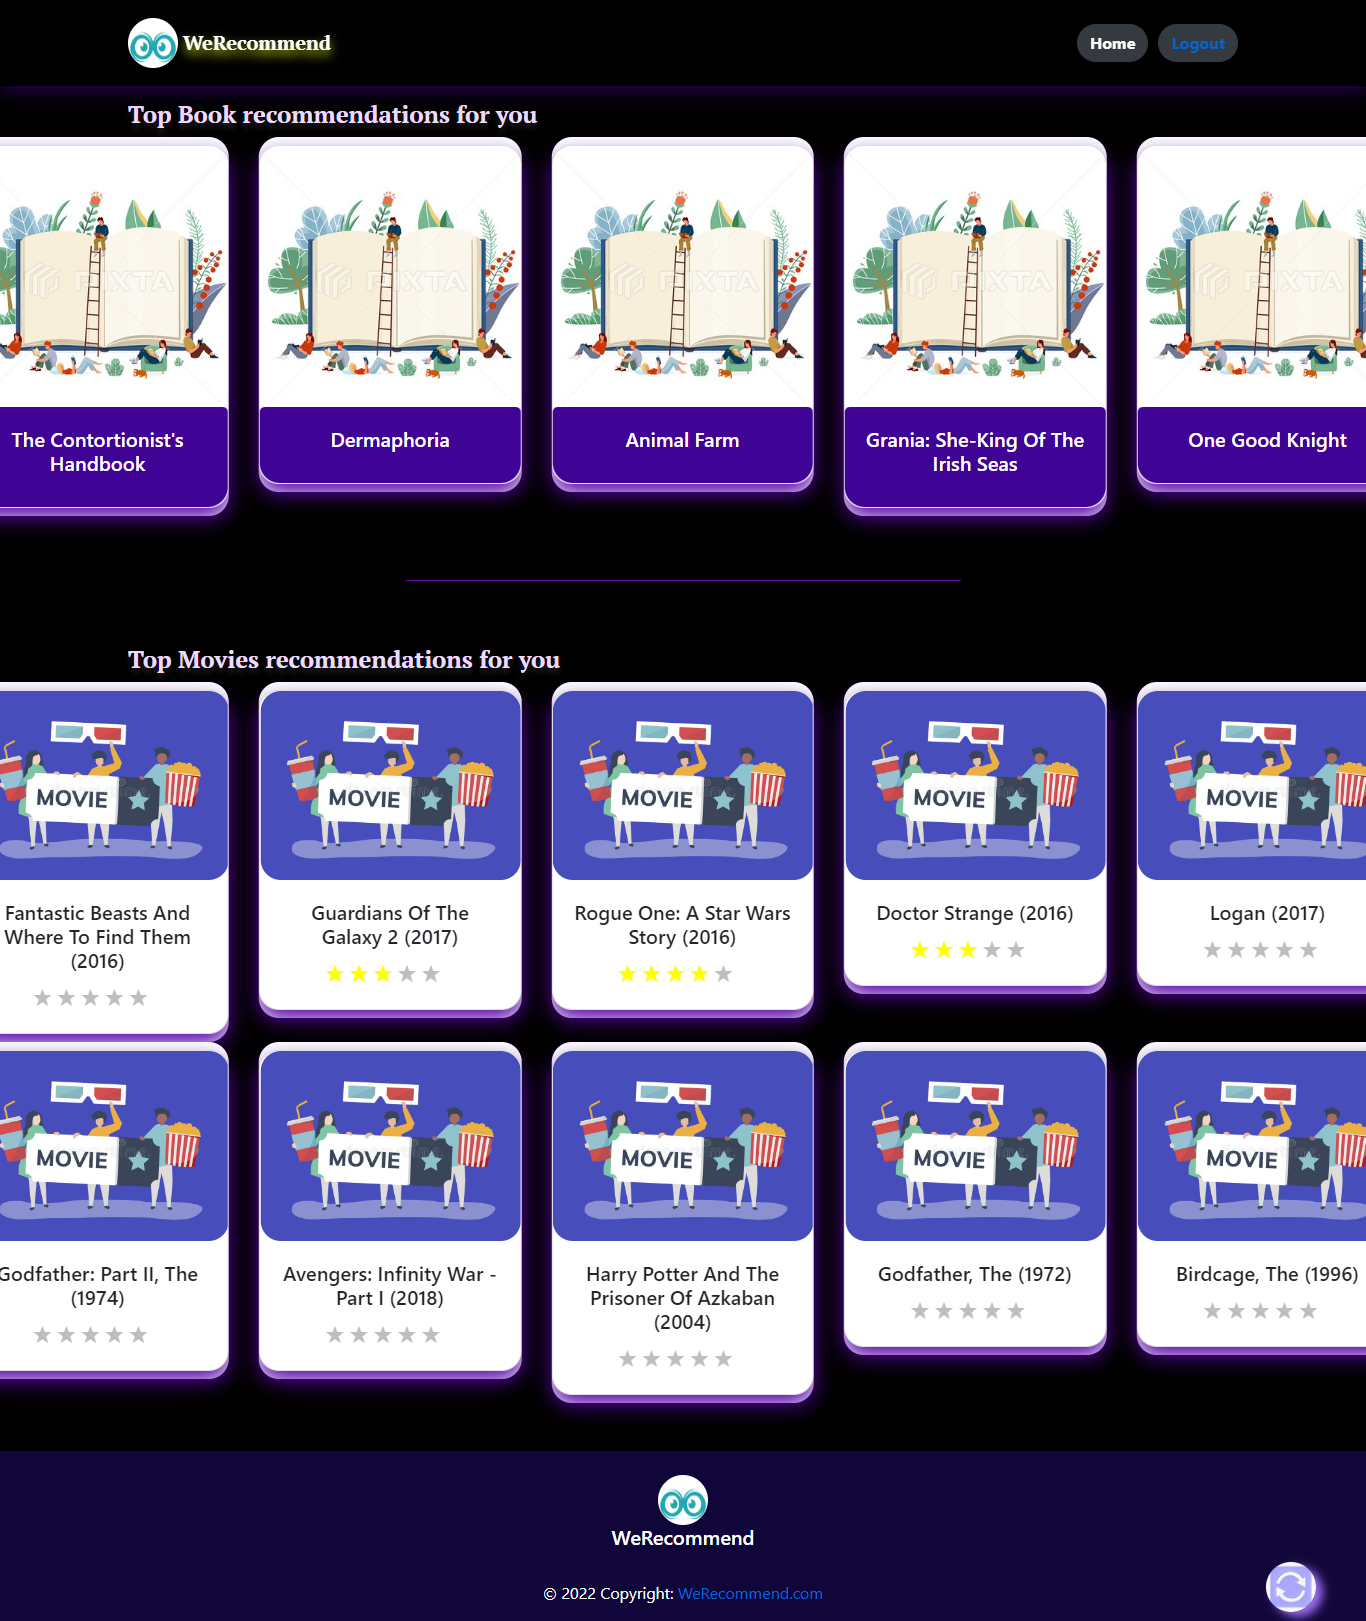 WeRecommend
Home
Logout
Top Book recommendations for you
PIXTA
PIXTA
PIXTA
PIXTA
PIXTA
The Contortionist's
Handbook
Dermaphoria
Animal Farm
Grania: She-King Of The
Irish Seas
One Good Knight
Top Movies recommendations for you
MOVIE
MOVIE
MOVIE
MOVIE
MOVIE
Fantastic Beasts And
Where To Find Them
(2016)
Guardians Of The
Galaxy 2 (2017)
Rogue One: A Star Wars
Story (2016)
Doctor Strange (2016)
Logan (2017)
MOVIE
MOVIE
MOVIE
MOVIE
MOVIE
Godfather: Part II, The
(1974)
Avengers: Infinity War -
Part I (2018)
Harry Potter And The
Prisoner Of Azkaban
(2004)
Godfather, The (1972)
Birdcage, The (1996)
WeRecommend
© 2022 Copyright: WeRecommend.com